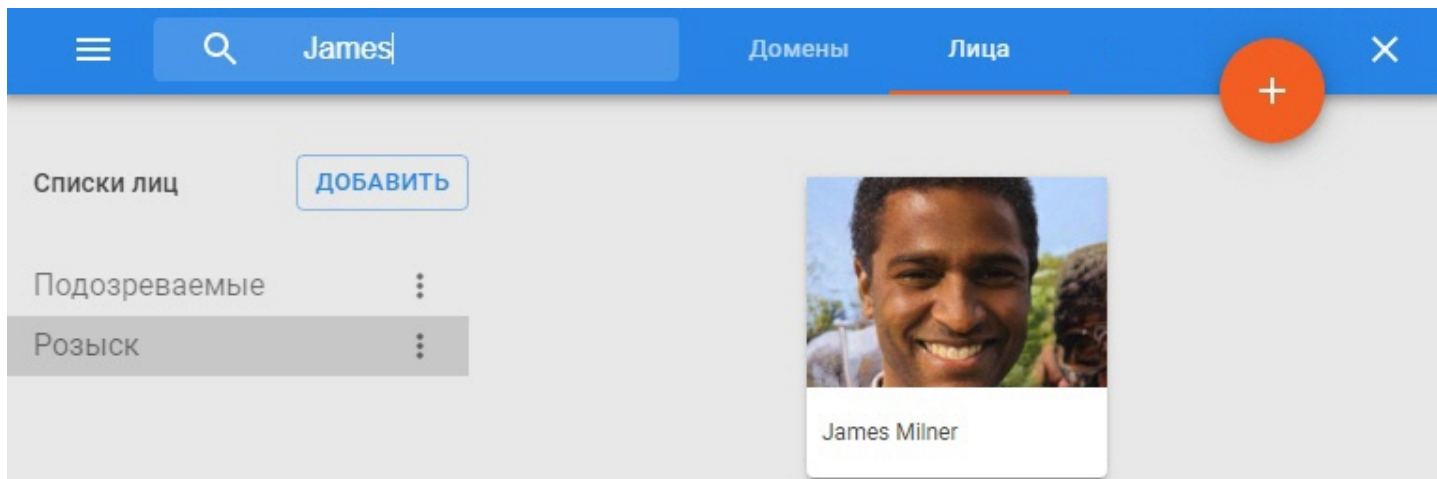 James
Домены
Лица
Списки лиц
ДОБАВИТЬ
Подозреваемые
Розыск
James Milner